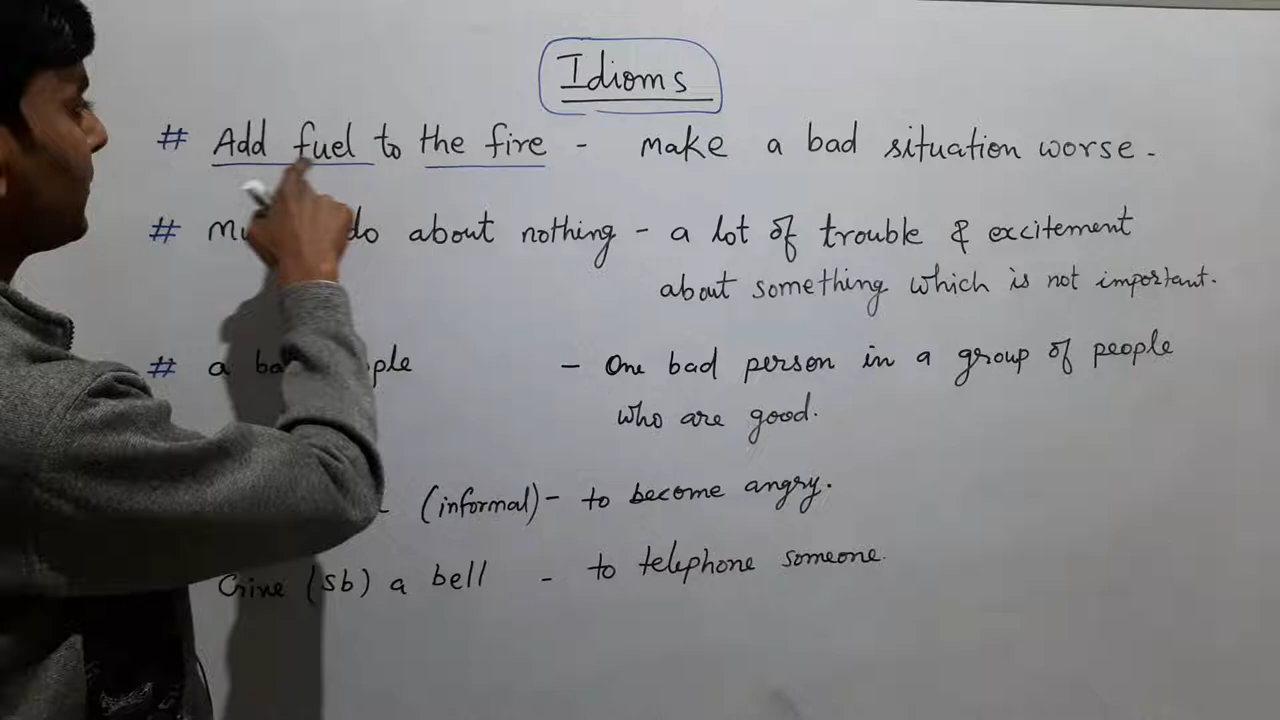 Idioms
# Add fuel to the fire - make a bad situation worse.
# about nothing - a lot of trouble & excitement
about something which is not important.
# a - One bad person in a group of people
who are good.
(informal) - to become angry.
Give (sb) a bell - to telephone someone.